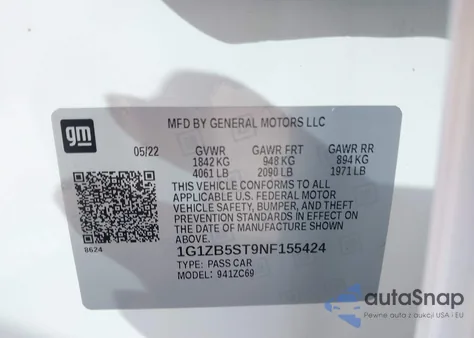 gm
MFD BY GENERAL MOTORS LLC
05/22 GVWR GAWR FRT GAWR RR
1842 KG 948 KG 894 KG
4061 LB 2090 LB 1971 LB
THIS VEHICLE CONFORMS TO ALL
APPLICABLE U.S. FEDERAL MOTOR
VEHICLE SAFETY, BUMPER, AND THEFT
PREVENTION STANDARDS IN EFFECT
ON THE DATE OF MANUFACTURE
SHOWN ABOVE.
8624
1G1ZB5ST9NF155424
TYPE: PASS CAR
MODEL: 941ZC69
autoSnap
Pewne auta z aukcji USA i EU